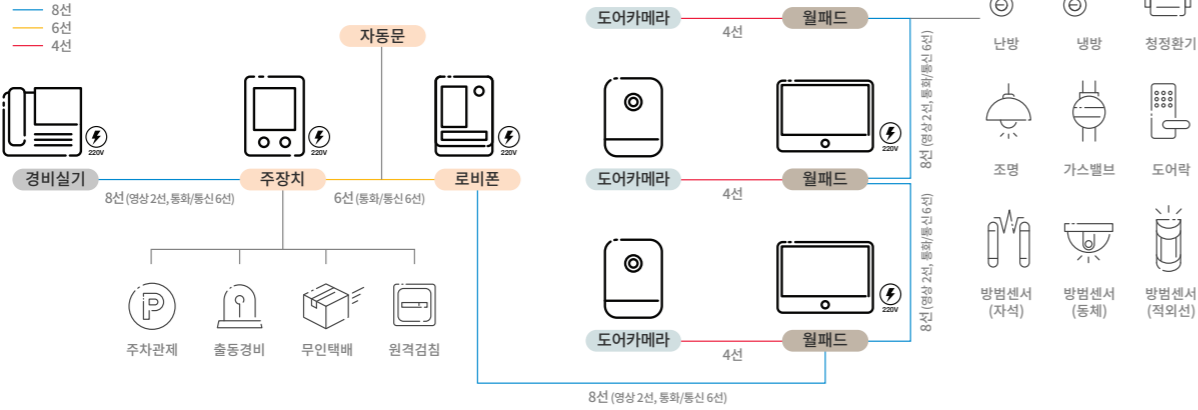 8선
6선
4선
자동문
220V
220V
220V
경비실기
주장치
로비폰
8선 (영상 2선, 통화/통신 6선)
6선 (통화/통신 6선)
P
주차관제
출동경비
무인택배
원격검침
도어카메라
4선
월패드
8선 (영상 2선, 통화/통신 6선)
220V
도어카메라
4선
월패드
8선 (영상 2선, 통화/통신 6선)
220V
도어카메라
4선
월패드
8선 (영상 2선, 통화/통신 6선)
난방
냉방
청정환기
조명
가스밸브
도어락
방범센서
(자석)
방범센서
(동체)
방범센서
(적외선)